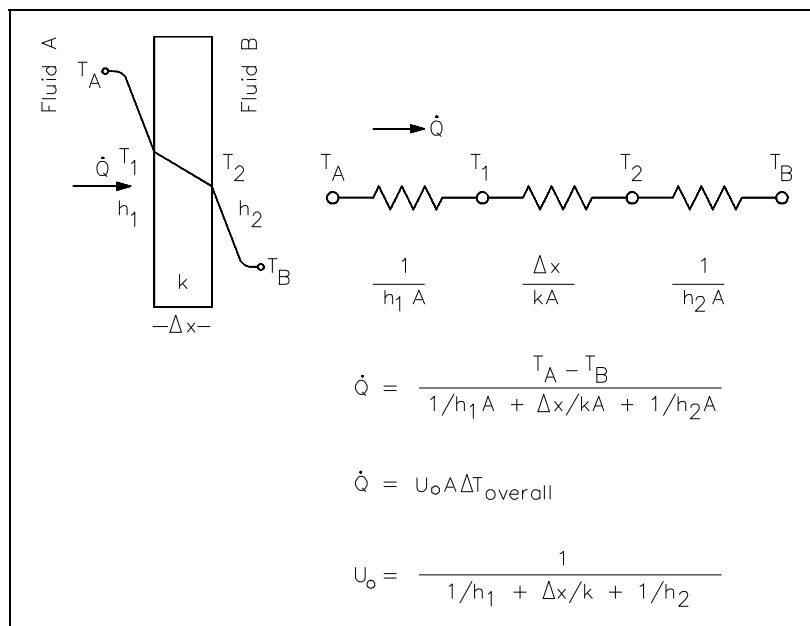 Fluid A
Fluid B
T_A
Q̇
T_1
T_2
h_1
h_2
T_B
k
Δx
Q̇
T_A T_1 T_2 T_B
1/(h_1 A) Δx/(kA) 1/(h_2 A)
Q̇ = (T_A – T_B)/(1/h_1A + Δx/kA + 1/h_2A)
Q̇ = U_o A ΔT_overall
U_o = 1/(1/h_1 + Δx/k + 1/h_2)